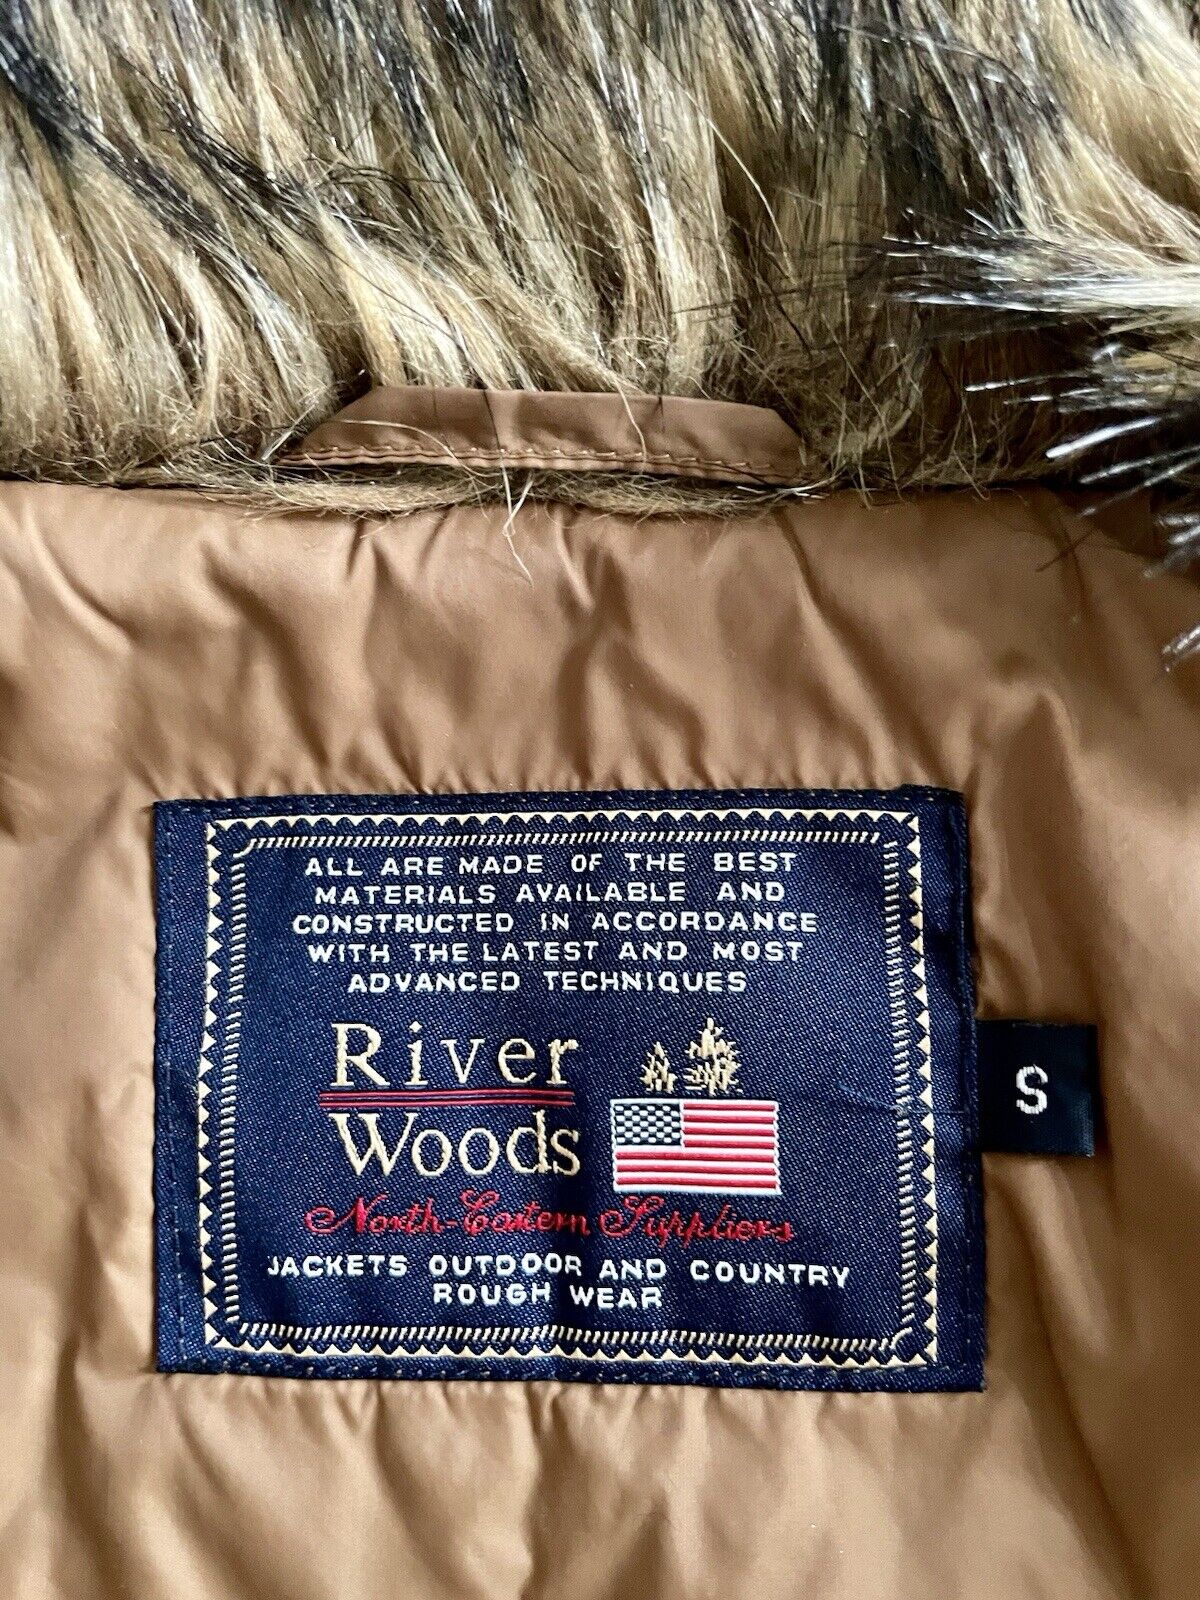 ALL ARE MADE OF THE BEST
MATERIALS AVAILABLE AND
CONSTRUCTED IN ACCORDANCE
WITH THE LATEST AND MOST
ADVANCED TECHNIQUES
River
Woods
North-Eastern Suppliers
JACKETS OUTDOOR AND COUNTRY
ROUGH WEAR
S